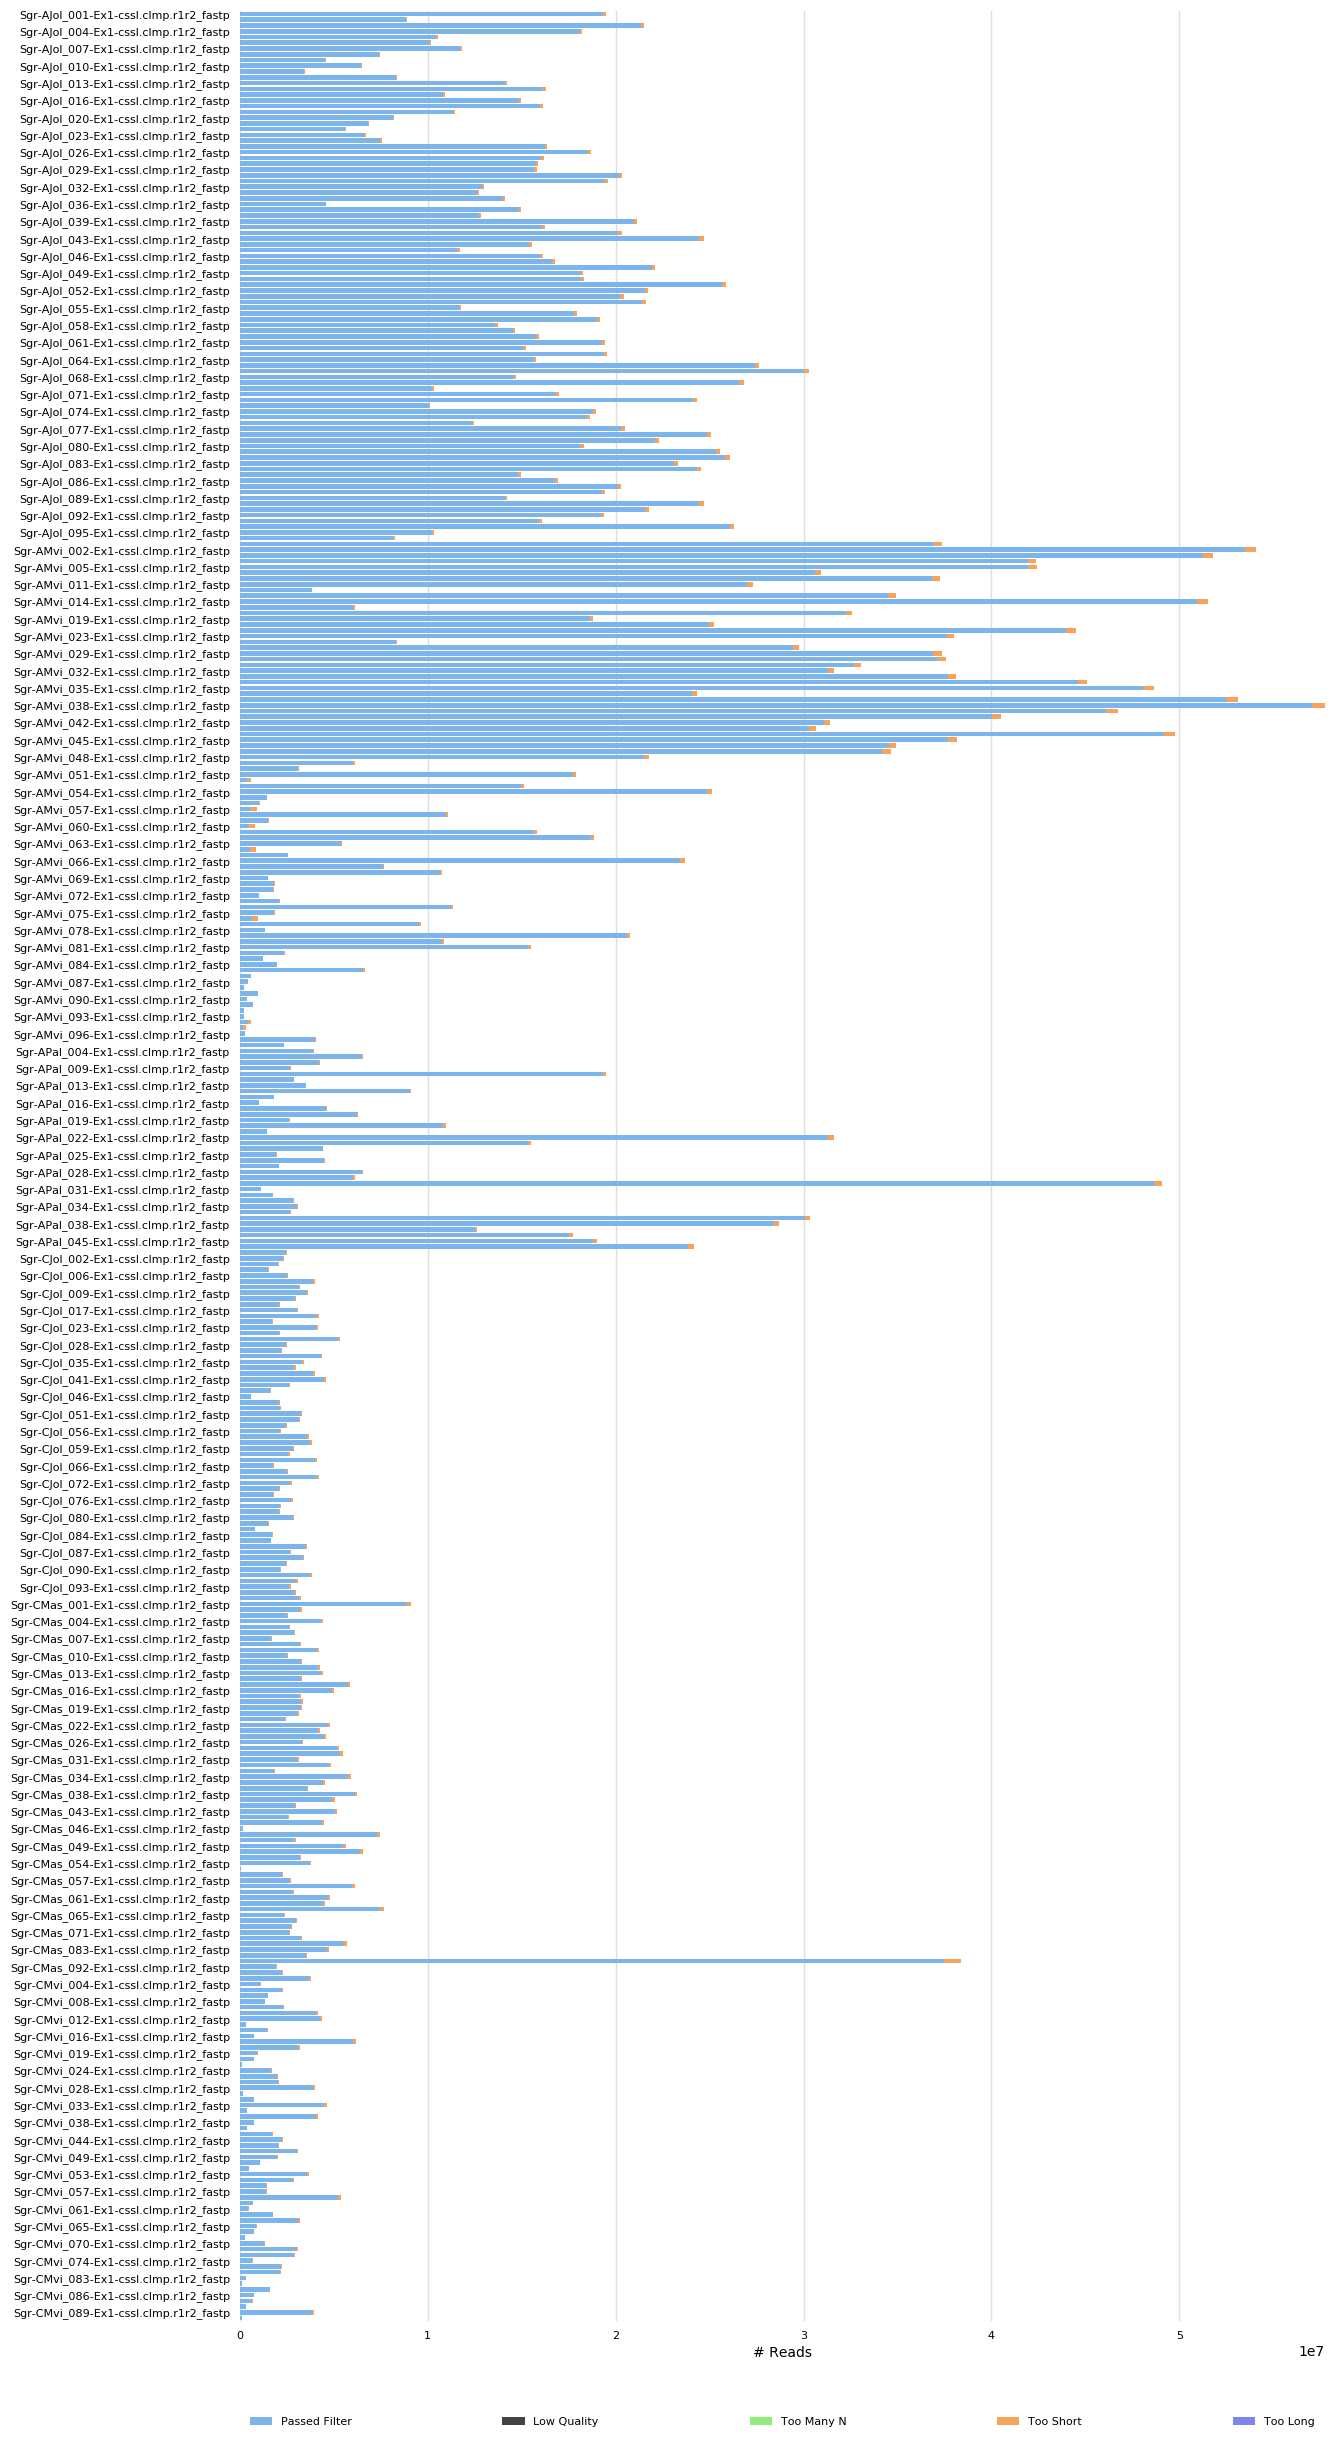 Sgr-AJol_001-Ex1-cssl.clmp.r1r2_fastp
Sgr-AJol_004-Ex1-cssl.clmp.r1r2_fastp
Sgr-AJol_007-Ex1-cssl.clmp.r1r2_fastp
Sgr-AJol_010-Ex1-cssl.clmp.r1r2_fastp
Sgr-AJol_013-Ex1-cssl.clmp.r1r2_fastp
Sgr-AJol_016-Ex1-cssl.clmp.r1r2_fastp
Sgr-AJol_020-Ex1-cssl.clmp.r1r2_fastp
Sgr-AJol_023-Ex1-cssl.clmp.r1r2_fastp
Sgr-AJol_026-Ex1-cssl.clmp.r1r2_fastp
Sgr-AJol_029-Ex1-cssl.clmp.r1r2_fastp
Sgr-AJol_032-Ex1-cssl.clmp.r1r2_fastp
Sgr-AJol_036-Ex1-cssl.clmp.r1r2_fastp
Sgr-AJol_039-Ex1-cssl.clmp.r1r2_fastp
Sgr-AJol_043-Ex1-cssl.clmp.r1r2_fastp
Sgr-AJol_046-Ex1-cssl.clmp.r1r2_fastp
Sgr-AJol_049-Ex1-cssl.clmp.r1r2_fastp
Sgr-AJol_052-Ex1-cssl.clmp.r1r2_fastp
Sgr-AJol_055-Ex1-cssl.clmp.r1r2_fastp
Sgr-AJol_058-Ex1-cssl.clmp.r1r2_fastp
Sgr-AJol_061-Ex1-cssl.clmp.r1r2_fastp
Sgr-AJol_064-Ex1-cssl.clmp.r1r2_fastp
Sgr-AJol_068-Ex1-cssl.clmp.r1r2_fastp
Sgr-AJol_071-Ex1-cssl.clmp.r1r2_fastp
Sgr-AJol_074-Ex1-cssl.clmp.r1r2_fastp
Sgr-AJol_077-Ex1-cssl.clmp.r1r2_fastp
Sgr-AJol_080-Ex1-cssl.clmp.r1r2_fastp
Sgr-AJol_083-Ex1-cssl.clmp.r1r2_fastp
Sgr-AJol_086-Ex1-cssl.clmp.r1r2_fastp
Sgr-AJol_089-Ex1-cssl.clmp.r1r2_fastp
Sgr-AJol_092-Ex1-cssl.clmp.r1r2_fastp
Sgr-AJol_095-Ex1-cssl.clmp.r1r2_fastp
Sgr-AMvi_002-Ex1-cssl.clmp.r1r2_fastp
Sgr-AMvi_005-Ex1-cssl.clmp.r1r2_fastp
Sgr-AMvi_011-Ex1-cssl.clmp.r1r2_fastp
Sgr-AMvi_014-Ex1-cssl.clmp.r1r2_fastp
Sgr-AMvi_019-Ex1-cssl.clmp.r1r2_fastp
Sgr-AMvi_023-Ex1-cssl.clmp.r1r2_fastp
Sgr-AMvi_029-Ex1-cssl.clmp.r1r2_fastp
Sgr-AMvi_032-Ex1-cssl.clmp.r1r2_fastp
Sgr-AMvi_035-Ex1-cssl.clmp.r1r2_fastp
Sgr-AMvi_038-Ex1-cssl.clmp.r1r2_fastp
Sgr-AMvi_042-Ex1-cssl.clmp.r1r2_fastp
Sgr-AMvi_045-Ex1-cssl.clmp.r1r2_fastp
Sgr-AMvi_048-Ex1-cssl.clmp.r1r2_fastp
Sgr-AMvi_051-Ex1-cssl.clmp.r1r2_fastp
Sgr-AMvi_054-Ex1-cssl.clmp.r1r2_fastp
Sgr-AMvi_057-Ex1-cssl.clmp.r1r2_fastp
Sgr-AMvi_060-Ex1-cssl.clmp.r1r2_fastp
Sgr-AMvi_063-Ex1-cssl.clmp.r1r2_fastp
Sgr-AMvi_066-Ex1-cssl.clmp.r1r2_fastp
Sgr-AMvi_069-Ex1-cssl.clmp.r1r2_fastp
Sgr-AMvi_072-Ex1-cssl.clmp.r1r2_fastp
Sgr-AMvi_075-Ex1-cssl.clmp.r1r2_fastp
Sgr-AMvi_078-Ex1-cssl.clmp.r1r2_fastp
Sgr-AMvi_081-Ex1-cssl.clmp.r1r2_fastp
Sgr-AMvi_084-Ex1-cssl.clmp.r1r2_fastp
Sgr-AMvi_087-Ex1-cssl.clmp.r1r2_fastp
Sgr-AMvi_090-Ex1-cssl.clmp.r1r2_fastp
Sgr-AMvi_093-Ex1-cssl.clmp.r1r2_fastp
Sgr-AMvi_096-Ex1-cssl.clmp.r1r2_fastp
Sgr-APal_004-Ex1-cssl.clmp.r1r2_fastp
Sgr-APal_009-Ex1-cssl.clmp.r1r2_fastp
Sgr-APal_013-Ex1-cssl.clmp.r1r2_fastp
Sgr-APal_016-Ex1-cssl.clmp.r1r2_fastp
Sgr-APal_019-Ex1-cssl.clmp.r1r2_fastp
Sgr-APal_022-Ex1-cssl.clmp.r1r2_fastp
Sgr-APal_025-Ex1-cssl.clmp.r1r2_fastp
Sgr-APal_028-Ex1-cssl.clmp.r1r2_fastp
Sgr-APal_031-Ex1-cssl.clmp.r1r2_fastp
Sgr-APal_034-Ex1-cssl.clmp.r1r2_fastp
Sgr-APal_038-Ex1-cssl.clmp.r1r2_fastp
Sgr-APal_045-Ex1-cssl.clmp.r1r2_fastp
Sgr-CJol_002-Ex1-cssl.clmp.r1r2_fastp
Sgr-CJol_006-Ex1-cssl.clmp.r1r2_fastp
Sgr-CJol_009-Ex1-cssl.clmp.r1r2_fastp
Sgr-CJol_017-Ex1-cssl.clmp.r1r2_fastp
Sgr-CJol_023-Ex1-cssl.clmp.r1r2_fastp
Sgr-CJol_028-Ex1-cssl.clmp.r1r2_fastp
Sgr-CJol_035-Ex1-cssl.clmp.r1r2_fastp
Sgr-CJol_041-Ex1-cssl.clmp.r1r2_fastp
Sgr-CJol_046-Ex1-cssl.clmp.r1r2_fastp
Sgr-CJol_051-Ex1-cssl.clmp.r1r2_fastp
Sgr-CJol_056-Ex1-cssl.clmp.r1r2_fastp
Sgr-CJol_059-Ex1-cssl.clmp.r1r2_fastp
Sgr-CJol_066-Ex1-cssl.clmp.r1r2_fastp
Sgr-CJol_072-Ex1-cssl.clmp.r1r2_fastp
Sgr-CJol_076-Ex1-cssl.clmp.r1r2_fastp
Sgr-CJol_080-Ex1-cssl.clmp.r1r2_fastp
Sgr-CJol_084-Ex1-cssl.clmp.r1r2_fastp
Sgr-CJol_087-Ex1-cssl.clmp.r1r2_fastp
Sgr-CJol_090-Ex1-cssl.clmp.r1r2_fastp
Sgr-CJol_093-Ex1-cssl.clmp.r1r2_fastp
Sgr-CMas_001-Ex1-cssl.clmp.r1r2_fastp
Sgr-CMas_004-Ex1-cssl.clmp.r1r2_fastp
Sgr-CMas_007-Ex1-cssl.clmp.r1r2_fastp
Sgr-CMas_010-Ex1-cssl.clmp.r1r2_fastp
Sgr-CMas_013-Ex1-cssl.clmp.r1r2_fastp
Sgr-CMas_016-Ex1-cssl.clmp.r1r2_fastp
Sgr-CMas_019-Ex1-cssl.clmp.r1r2_fastp
Sgr-CMas_022-Ex1-cssl.clmp.r1r2_fastp
Sgr-CMas_026-Ex1-cssl.clmp.r1r2_fastp
Sgr-CMas_031-Ex1-cssl.clmp.r1r2_fastp
Sgr-CMas_034-Ex1-cssl.clmp.r1r2_fastp
Sgr-CMas_038-Ex1-cssl.clmp.r1r2_fastp
Sgr-CMas_043-Ex1-cssl.clmp.r1r2_fastp
Sgr-CMas_046-Ex1-cssl.clmp.r1r2_fastp
Sgr-CMas_049-Ex1-cssl.clmp.r1r2_fastp
Sgr-CMas_054-Ex1-cssl.clmp.r1r2_fastp
Sgr-CMas_057-Ex1-cssl.clmp.r1r2_fastp
Sgr-CMas_061-Ex1-cssl.clmp.r1r2_fastp
Sgr-CMas_065-Ex1-cssl.clmp.r1r2_fastp
Sgr-CMas_071-Ex1-cssl.clmp.r1r2_fastp
Sgr-CMas_083-Ex1-cssl.clmp.r1r2_fastp
Sgr-CMas_092-Ex1-cssl.clmp.r1r2_fastp
Sgr-CMvi_004-Ex1-cssl.clmp.r1r2_fastp
Sgr-CMvi_008-Ex1-cssl.clmp.r1r2_fastp
Sgr-CMvi_012-Ex1-cssl.clmp.r1r2_fastp
Sgr-CMvi_016-Ex1-cssl.clmp.r1r2_fastp
Sgr-CMvi_019-Ex1-cssl.clmp.r1r2_fastp
Sgr-CMvi_024-Ex1-cssl.clmp.r1r2_fastp
Sgr-CMvi_028-Ex1-cssl.clmp.r1r2_fastp
Sgr-CMvi_033-Ex1-cssl.clmp.r1r2_fastp
Sgr-CMvi_038-Ex1-cssl.clmp.r1r2_fastp
Sgr-CMvi_044-Ex1-cssl.clmp.r1r2_fastp
Sgr-CMvi_049-Ex1-cssl.clmp.r1r2_fastp
Sgr-CMvi_053-Ex1-cssl.clmp.r1r2_fastp
Sgr-CMvi_057-Ex1-cssl.clmp.r1r2_fastp
Sgr-CMvi_061-Ex1-cssl.clmp.r1r2_fastp
Sgr-CMvi_065-Ex1-cssl.clmp.r1r2_fastp
Sgr-CMvi_070-Ex1-cssl.clmp.r1r2_fastp
Sgr-CMvi_074-Ex1-cssl.clmp.r1r2_fastp
Sgr-CMvi_083-Ex1-cssl.clmp.r1r2_fastp
Sgr-CMvi_086-Ex1-cssl.clmp.r1r2_fastp
Sgr-CMvi_089-Ex1-cssl.clmp.r1r2_fastp
0 1 2 3 4 5
# Reads
1e7
Passed Filter Low Quality Too Many N Too Short Too Long